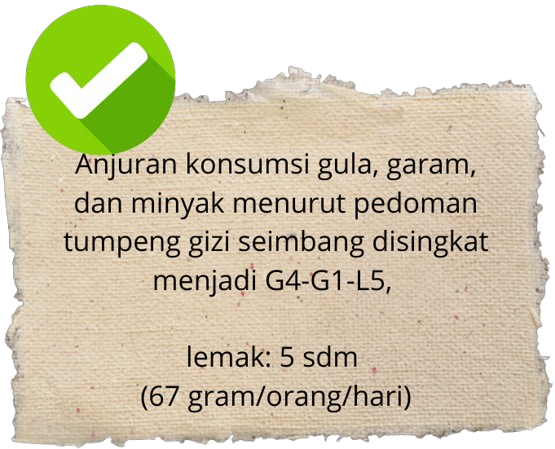 Anjuran konsumsi gula, garam,
dan minyak menurut pedoman
tumpeng gizi seimbang disingkat
menjadi G4-G1-L5,
lemak: 5 sdm
(67 gram/orang/hari)